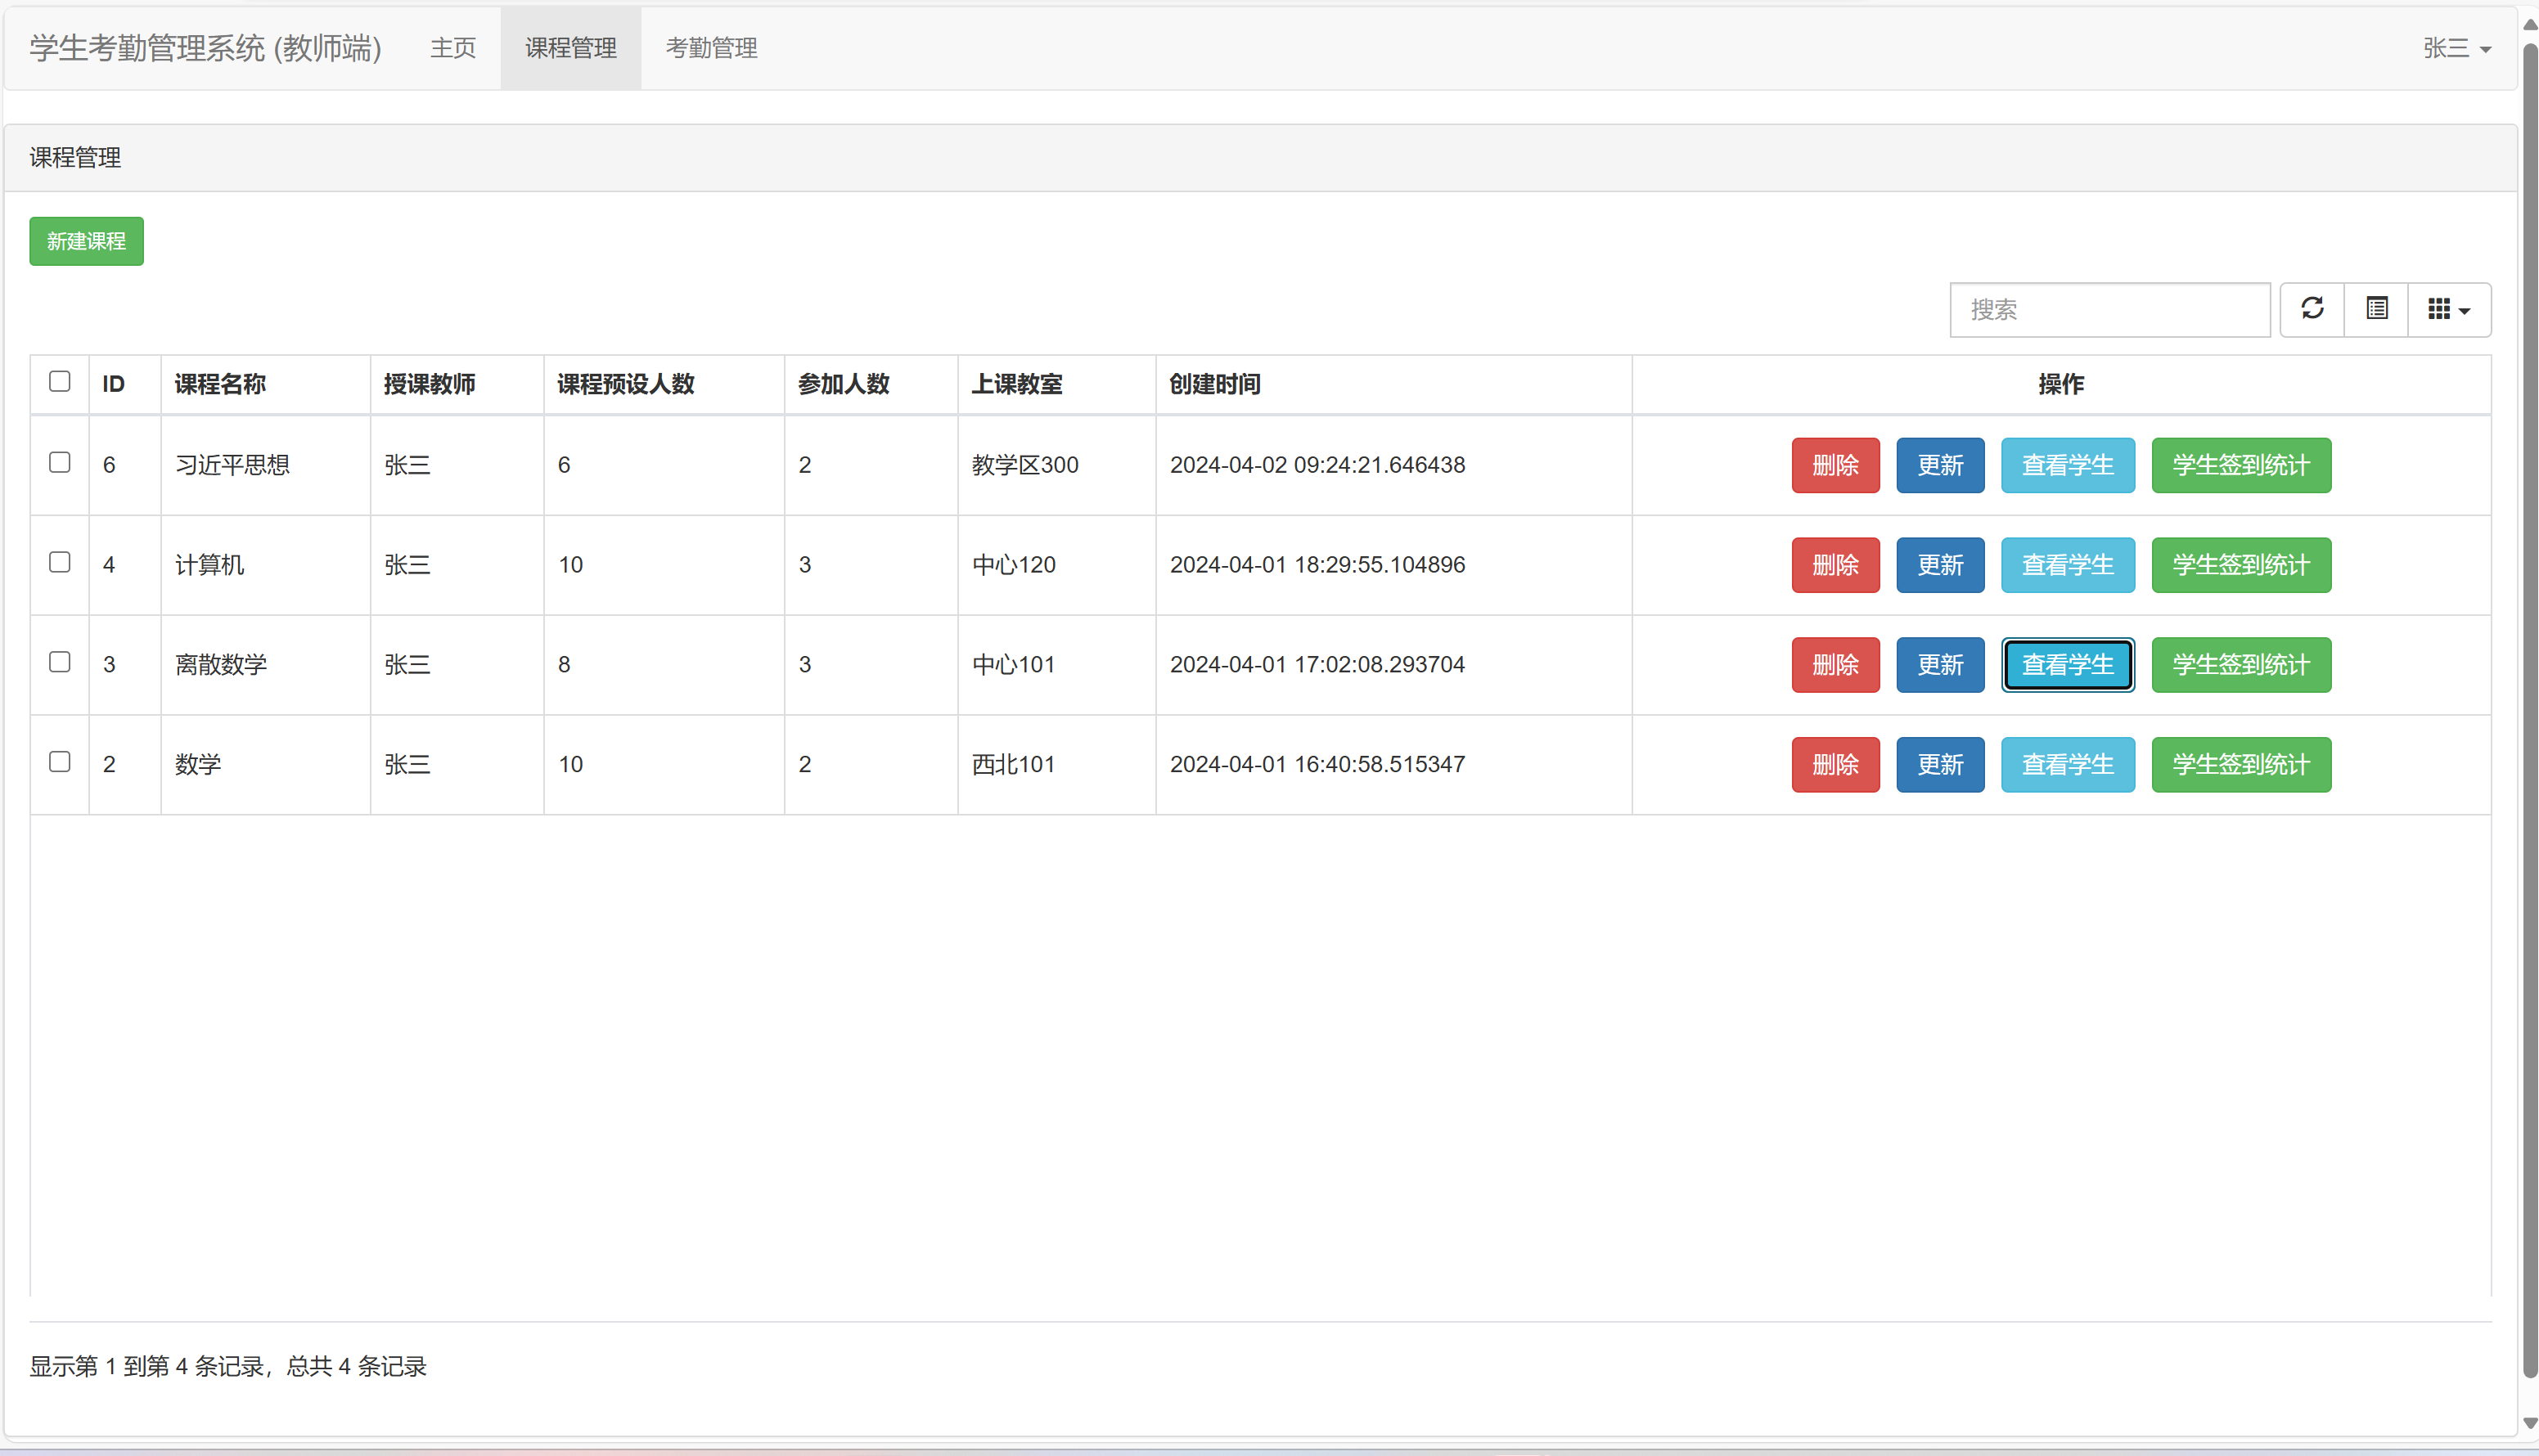 学生考勤管理系统 (教师端) 主页 课程管理 考勤管理 张三
课程管理
新建课程
搜索
ID 课程名称 授课教师 课程预设人数 参加人数 上课教室 创建时间 操作
6 习近平思想 张三 6 2 教学区300 2024-04-02 09:24:21.646438 删除 更新 查看学生 学生签到统计
4 计算机 张三 10 3 中心120 2024-04-01 18:29:55.104896 删除 更新 查看学生 学生签到统计
3 离散数学 张三 8 3 中心101 2024-04-01 17:02:08.293704 删除 更新 查看学生 学生签到统计
2 数学 张三 10 2 西北101 2024-04-01 16:40:58.515347 删除 更新 查看学生 学生签到统计
显示第 1 到第 4 条记录，总共 4 条记录